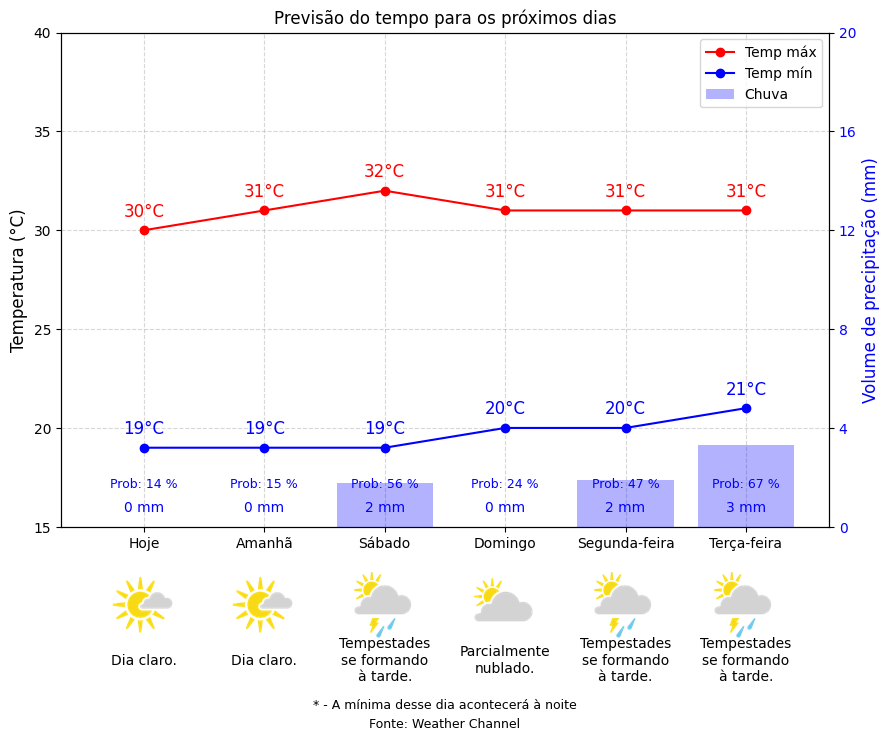 Previsão do tempo para os próximos dias
Temp máx
Temp mín
Chuva
Temperatura (°C)
Volume de precipitação (mm)
40
35
30
25
20
15
20
16
12
8
4
0
30°C 31°C 32°C 31°C 31°C 31°C
19°C 19°C 19°C 20°C 20°C 21°C
Prob: 14 % Prob: 15 % Prob: 56 % Prob: 24 % Prob: 47 % Prob: 67 %
0 mm 0 mm 2 mm 0 mm 2 mm 3 mm
Hoje Amanhã Sábado Domingo Segunda-feira Terça-feira
Dia claro.
Dia claro.
Tempestades
se formando
à tarde.
Parcialmente
nublado.
Tempestades
se formando
à tarde.
Tempestades
se formando
à tarde.
* - A mínima desse dia acontecerá à noite
Fonte: Weather Channel